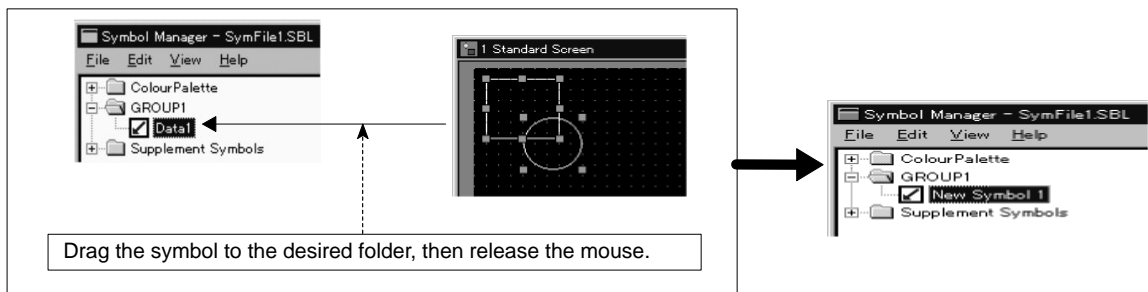 Symbol Manager - SymFile1.SBL
File Edit View Help
ColourPalette
GROUP1
Data1
Supplement Symbols
1 Standard Screen
Drag the symbol to the desired folder, then release the mouse.
Symbol Manager - SymFile1.SBL
File Edit View Help
ColourPalette
GROUP1
New Symbol 1
Supplement Symbols